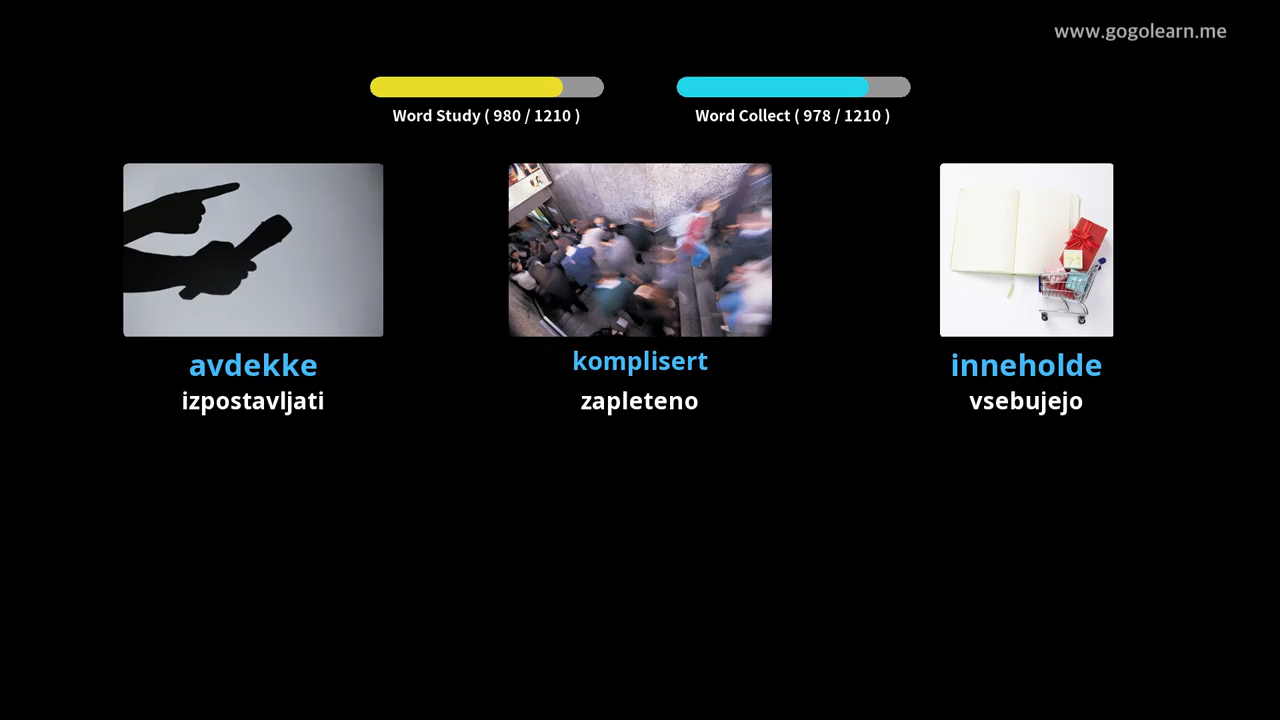 www.gogolearn.me
Word Study ( 980 / 1210 )
Word Collect ( 978 / 1210 )
avdekke
komplisert
inneholde
izpostavljati
zapleteno
vsebujejo